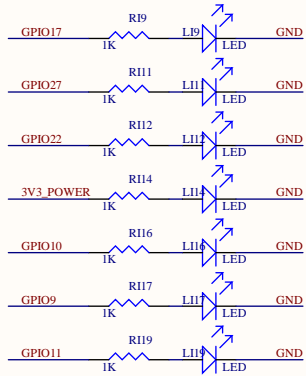 RI9
GPIO17 LI9 GND
1K LED
RI11
GPIO27 LI11 GND
1K LED
RI12
GPIO22 LI12 GND
1K LED
RI14
3V3_POWER LI14 GND
1K LED
RI16
GPIO10 LI16 GND
1K LED
RI17
GPIO9 LI17 GND
1K LED
RI19
GPIO11 LI19 GND
1K LED